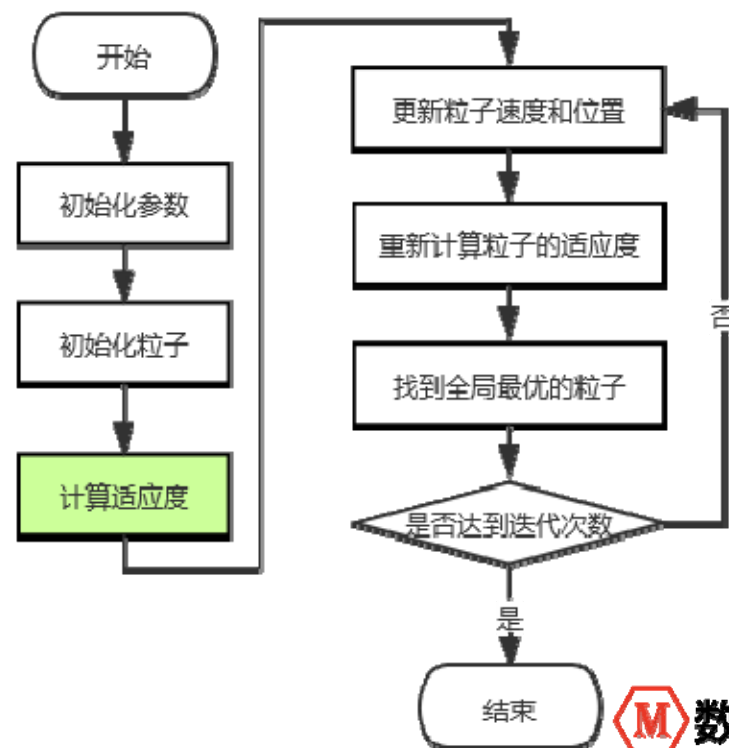 开始
初始化参数
初始化粒子
计算适应度
更新粒子速度和位置
重新计算粒子的适应度
找到全局最优的粒子
是否达到迭代次数
否
是
结束
M 数